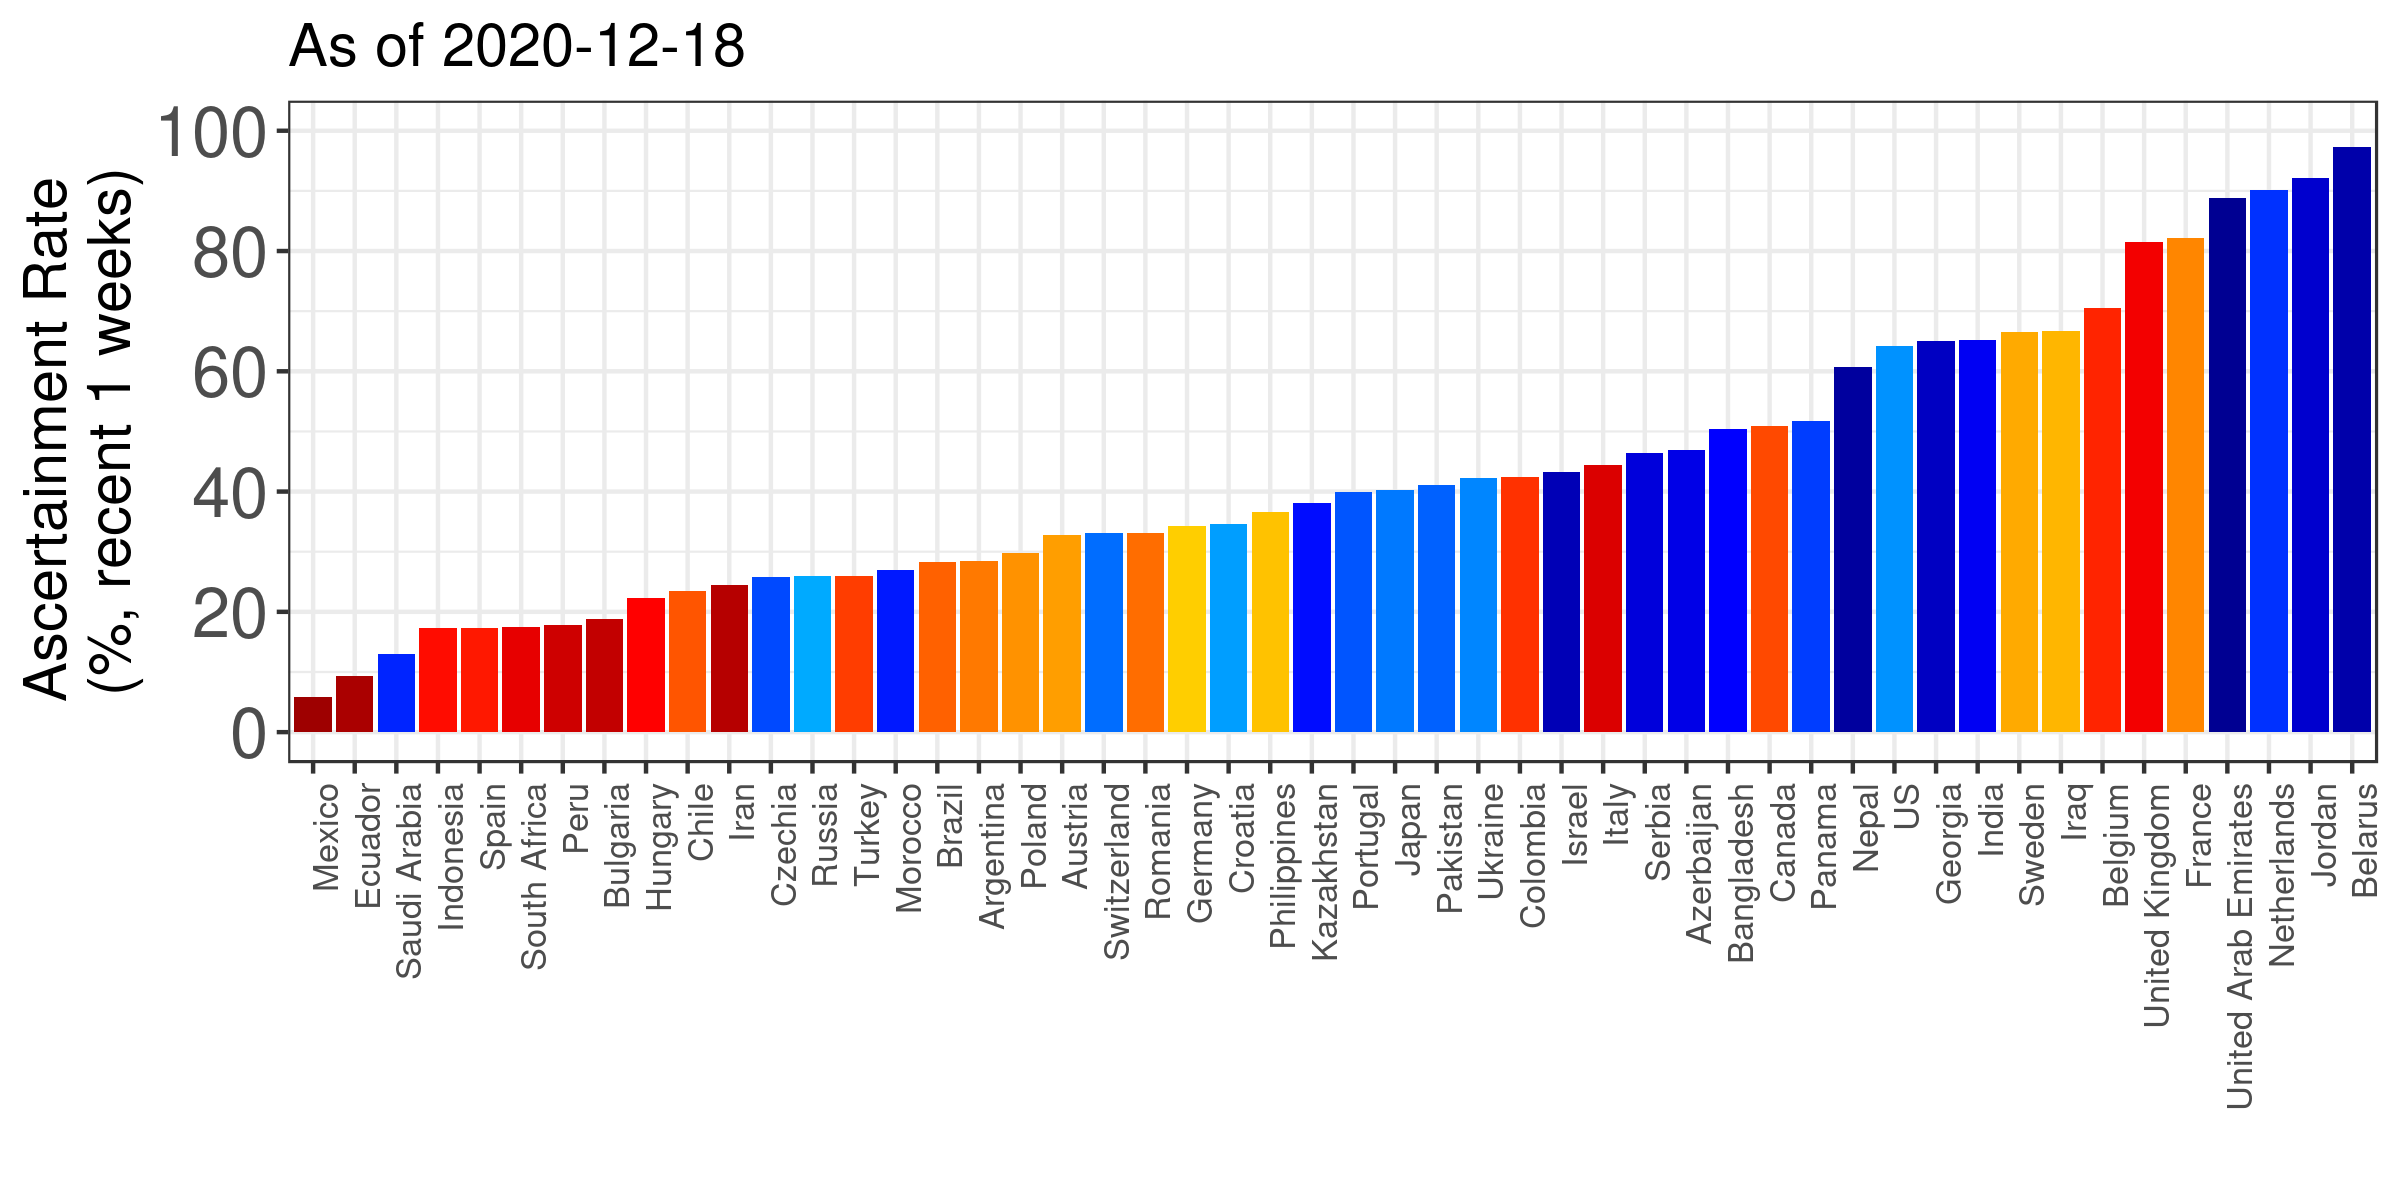 As of 2020-12-18
Ascertainment Rate
(%, recent 1 weeks)
100
80
60
40
20
0
Mexico
Ecuador
Saudi Arabia
Indonesia
Spain
South Africa
Peru
Bulgaria
Hungary
Chile
Iran
Czechia
Russia
Turkey
Morocco
Brazil
Argentina
Poland
Austria
Switzerland
Romania
Germany
Croatia
Philippines
Kazakhstan
Portugal
Japan
Pakistan
Ukraine
Colombia
Israel
Italy
Serbia
Azerbaijan
Bangladesh
Canada
Panama
Nepal
US
Georgia
India
Sweden
Iraq
Belgium
United Kingdom
France
United Arab Emirates
Netherlands
Jordan
Belarus